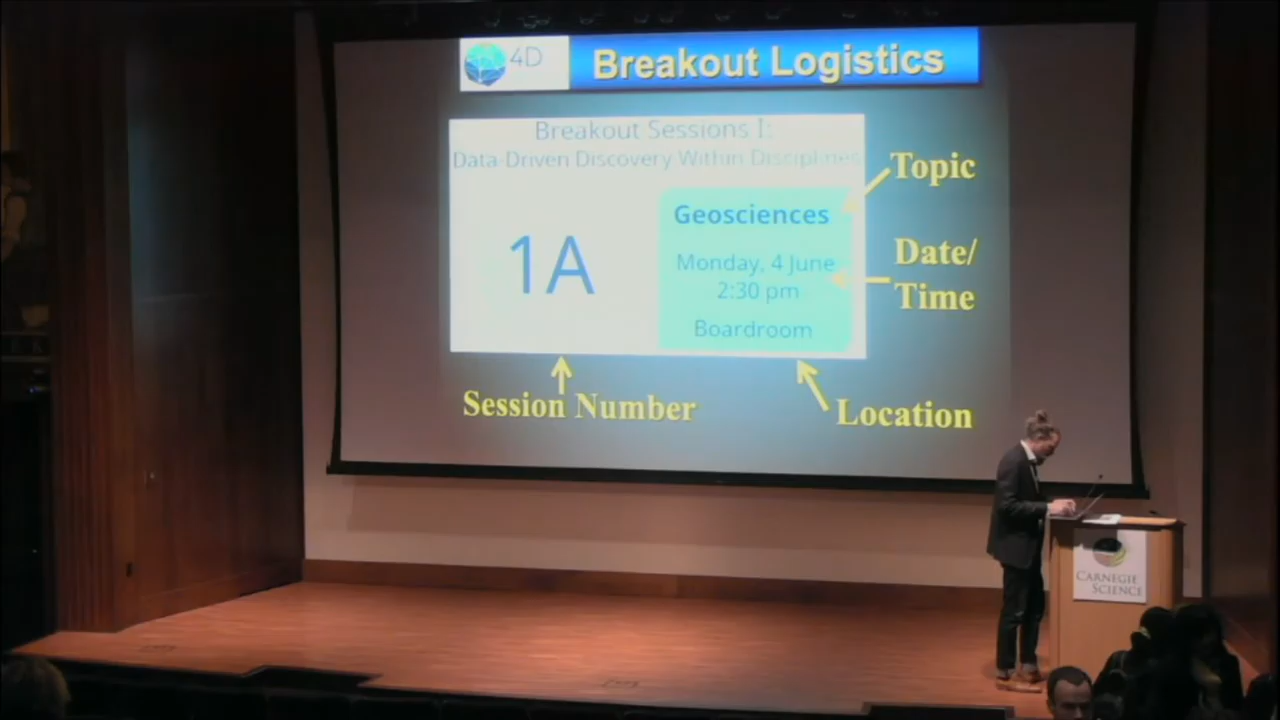 4D
Breakout Logistics
Breakout Sessions I:
Data-Driven Discovery Within Disciplines
Topic
Geosciences
1A
Monday, 4 June
2:30 pm
Date/
Time
Boardroom
Session Number
Location
CARNEGIE
SCIENCE